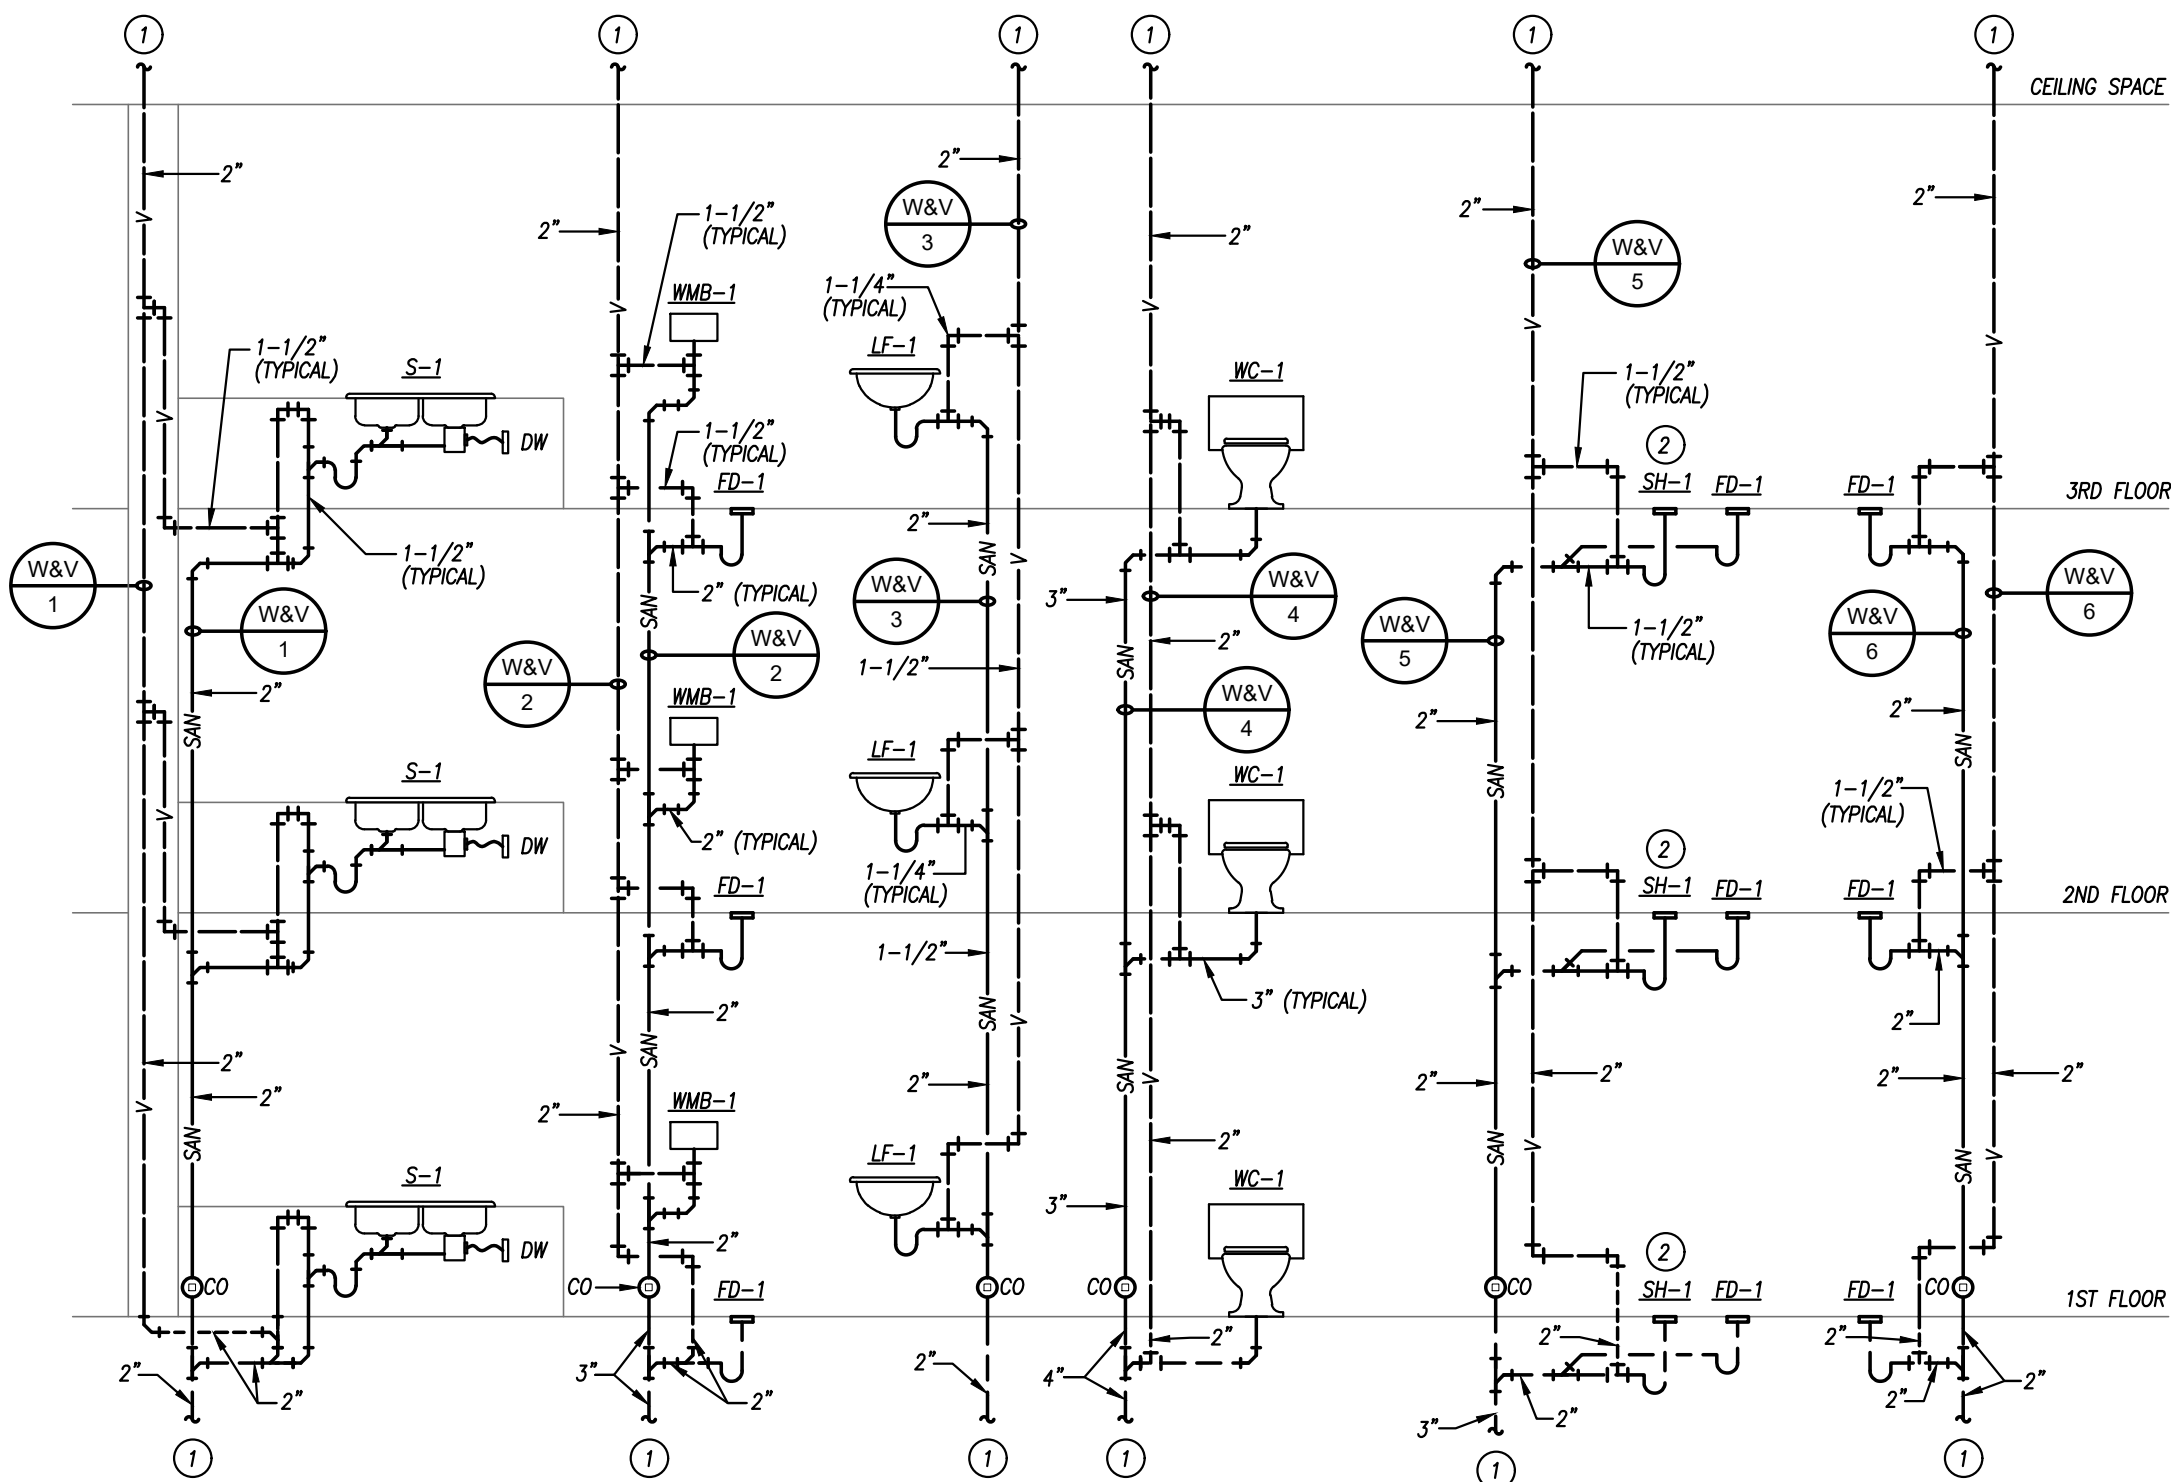 1 1 1 1 1 1
CEILING SPACE
2"
2"
2"
2"
2"
2"
V
V
V
V
V
V
W&V
3
W&V
5
1-1/2"
(TYPICAL)
WMB-1
1-1/4"
(TYPICAL)
LF-1
1-1/2"
(TYPICAL)
S-1
DW
V
1-1/2"
(TYPICAL)
FD-1
WC-1
1-1/2"
(TYPICAL)
2
SH-1
FD-1
FD-1
3RD FLOOR
1-1/2"
(TYPICAL)
2"
SAN
V
W&V
1
W&V
1
2" (TYPICAL)
SAN
W&V
2
W&V
2
W&V
3
3"
W&V
4
2"
SAN
W&V
4
W&V
5
1-1/2"
(TYPICAL)
W&V
6
W&V
6
2"
SAN
1-1/2"
2"
SAN
2"
SAN
V
S-1
DW
WMB-1
2" (TYPICAL)
FD-1
LF-1
1-1/4"
(TYPICAL)
WC-1
2
SH-1
FD-1
1-1/2"
(TYPICAL)
FD-1
2ND FLOOR
1-1/2"
3" (TYPICAL)
2"
2"
SAN
V
SAN
V
2"
2"
V
SAN
2"
WMB-1
2"
SAN
V
2"
3"
2"
2"
SAN
V
2"
2"
SAN
V
S-1
DW
CO
2"
CO
FD-1
LF-1
CO
WC-1
CO
2
SH-1
FD-1
CO
FD-1
CO
1ST FLOOR
2"
2"
3"
2"
2"
4"
2"
2"
2"
3"
2"
2"
2"
1 1 1 1 1 1